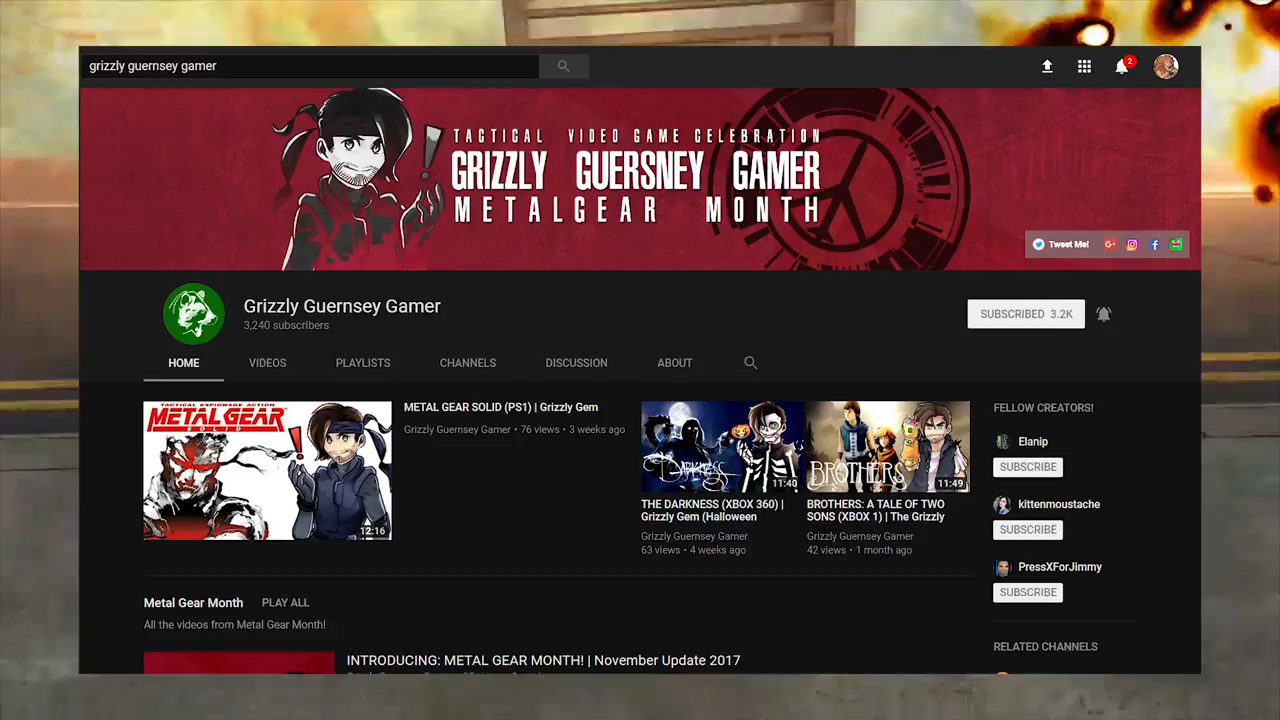 grizzly guernsey gamer
2
TACTICAL VIDEO GAME CELEBRATION
GRIZZLY GUERSNEY GAMER
METALGEAR MONTH
Tweet Me!
Grizzly Guernsey Gamer
3,240 subscribers
SUBSCRIBED 3.2K
HOME VIDEOS PLAYLISTS CHANNELS DISCUSSION ABOUT
TACTICAL ESPIONAGE ACTION
METAL GEAR
SOLID
12:16
METAL GEAR SOLID (PS1) | Grizzly Gem
Grizzly Guernsey Gamer • 76 views • 3 weeks ago
DARKNESS
11:40
THE DARKNESS (XBOX 360) |
Grizzly Gem (Halloween
Grizzly Guernsey Gamer
63 views • 4 weeks ago
BROTHERS
11:49
BROTHERS: A TALE OF TWO
SONS (XBOX 1) | The Grizzly
Grizzly Guernsey Gamer
42 views • 1 month ago
FELLOW CREATORS!
Elanip
SUBSCRIBE
kittenmoustache
SUBSCRIBE
PressXForJimmy
SUBSCRIBE
RELATED CHANNELS
Metal Gear Month PLAY ALL
All the videos from Metal Gear Month!
INTRODUCING: METAL GEAR MONTH! | November Update 2017